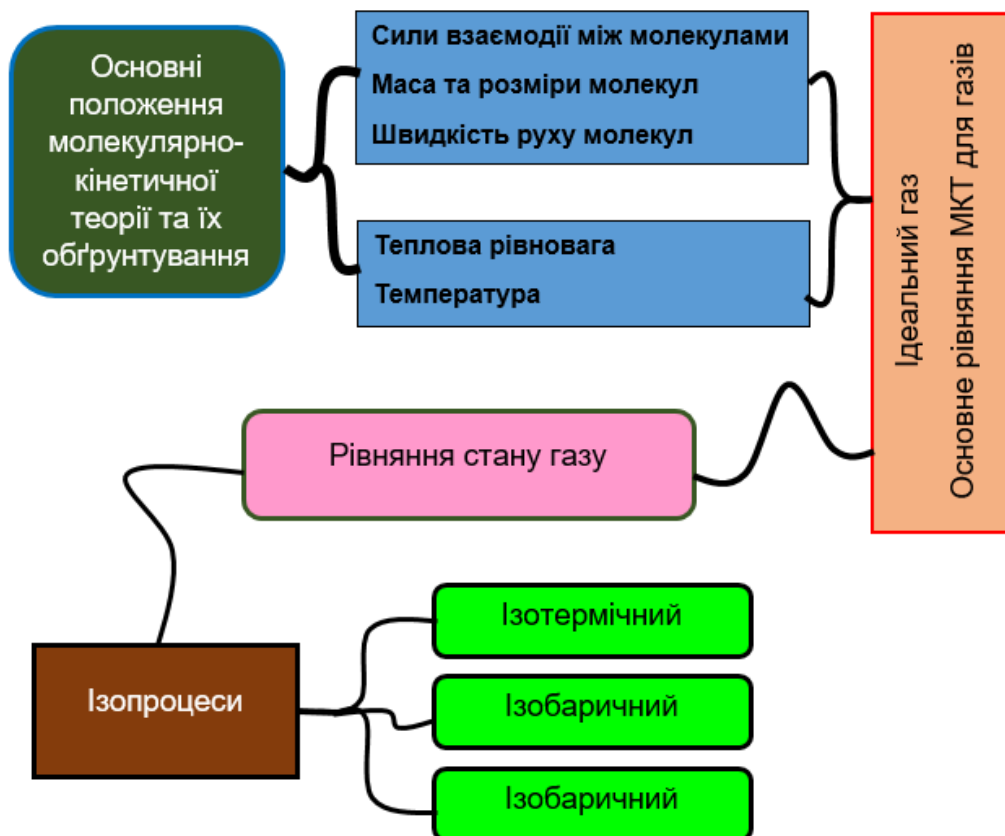 Основні
положення
молекулярно-
кінетичної
теорії та їх
обґрунтування
Сили взаємодії між молекулами
Маса та розміри молекул
Швидкість руху молекул
Теплова рівновага
Температура
Ідеальний газ
Основне рівняння МКТ для газів
Рівняння стану газу
Ізопроцеси
Ізотермічний
Ізобаричний
Ізобаричний